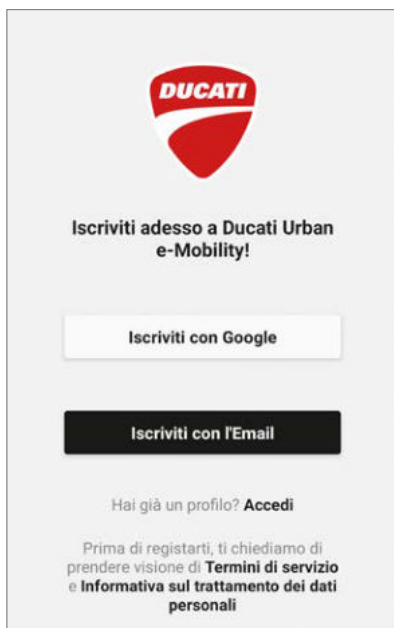 DUCATI
Iscriviti adesso a Ducati Urban
e-Mobility!
Iscriviti con Google
Iscriviti con l'Email
Hai già un profilo? Accedi
Prima di registarti, ti chiediamo di
prendere visione di Termini di servizio
e Informativa sul trattamento dei dati
personali